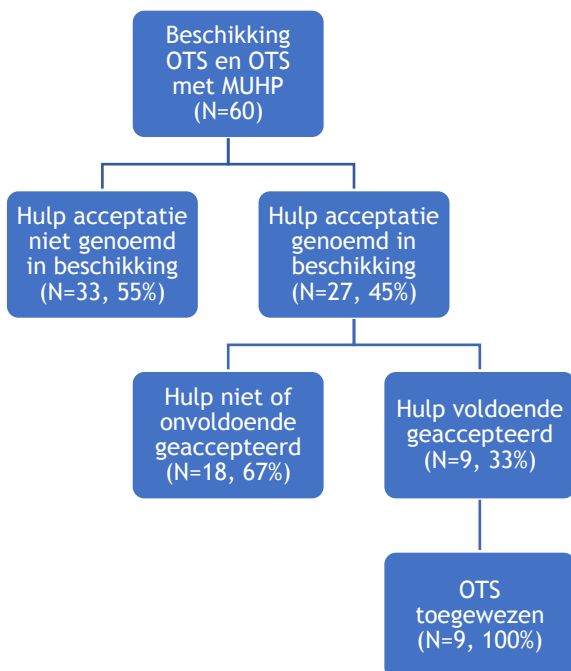 Beschikking
OTS en OTS
met MUHP
(N=60)
Hulp acceptatie
niet genoemd
in beschikking
(N=33, 55%)
Hulp acceptatie
genoemd in
beschikking
(N=27, 45%)
Hulp niet of
onvoldoende
geaccepteerd
(N=18, 67%)
Hulp voldoende
geaccepteerd
(N=9, 33%)
OTS
toegewezen
(N=9, 100%)